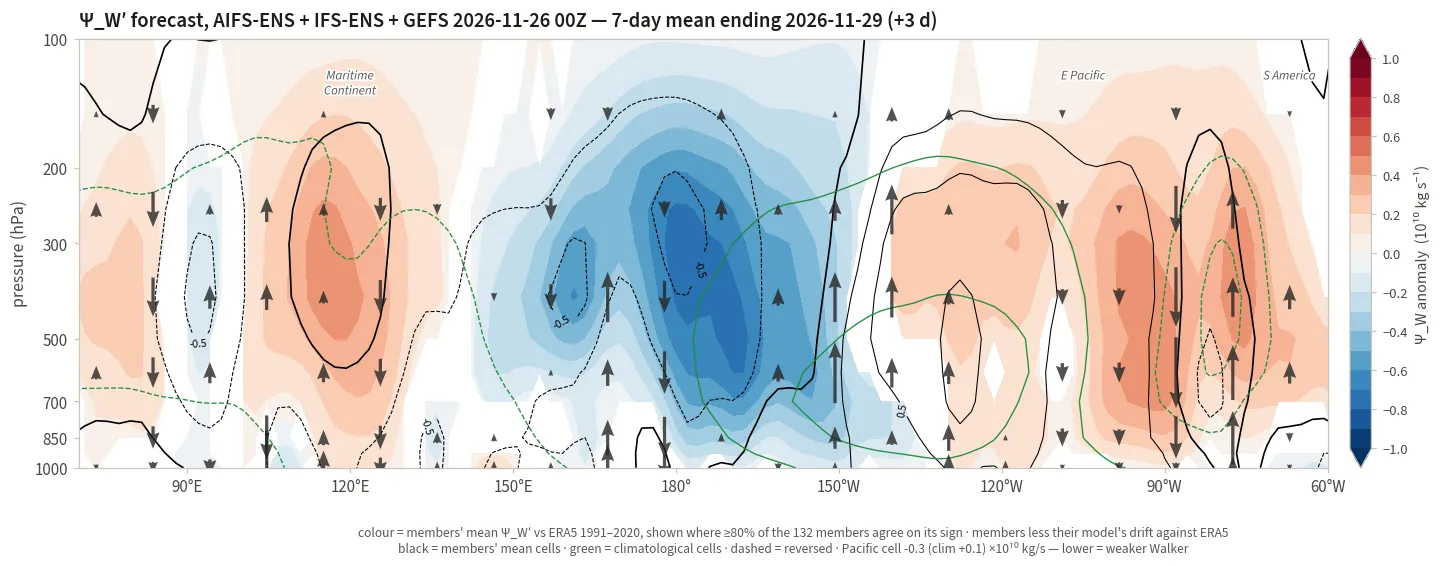 Ψ_W′ forecast, AIFS-ENS + IFS-ENS + GEFS 2026-11-26 00Z — 7-day mean ending 2026-11-29 (+3 d)
pressure (hPa)
100
200
300
400
500
700
850
1000
Maritime
Continent
E Pacific
S America
-0.5
-0.5
-0.5
-0.5
0.5
90°E
120°E
150°E
180°
150°W
120°W
90°W
60°W
1.0
0.8
0.6
0.4
0.2
0.0
-0.2
-0.4
-0.6
-0.8
-1.0
Ψ_W anomaly (10¹⁰ kg s⁻¹)
colour = members' mean Ψ_W′ vs ERA5 1991–2020, shown where ≥80% of the 132 members agree on its sign · members less their model's drift against ERA5
black = members' mean cells · green = climatological cells · dashed = reversed · Pacific cell -0.3 (clim +0.1) ×10¹⁰ kg/s — lower = weaker Walker